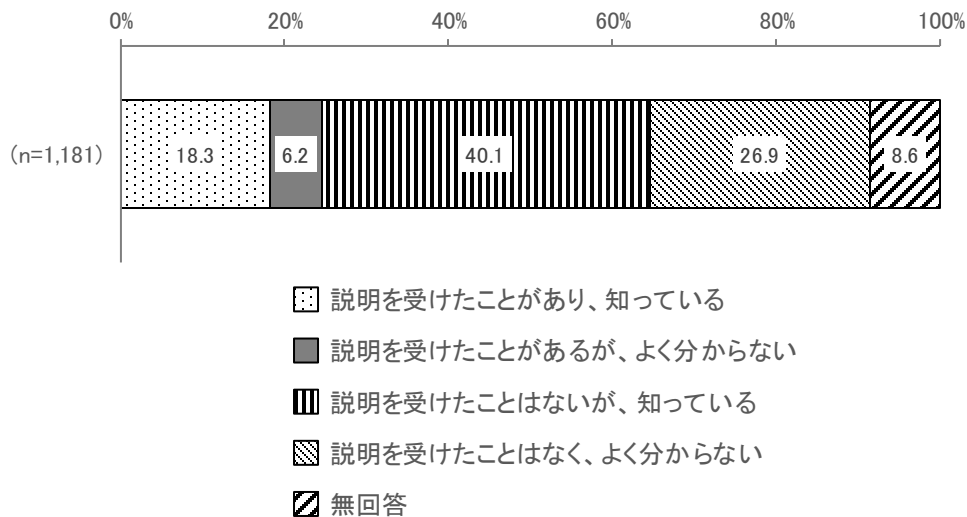 0% 20% 40% 60% 80% 100%
(n=1,181) 18.3 6.2 40.1 26.9 8.6
説明を受けたことがあり、知っている
説明を受けたことがあるが、よく分からない
説明を受けたことはないが、知っている
説明を受けたことはなく、よく分からない
無回答